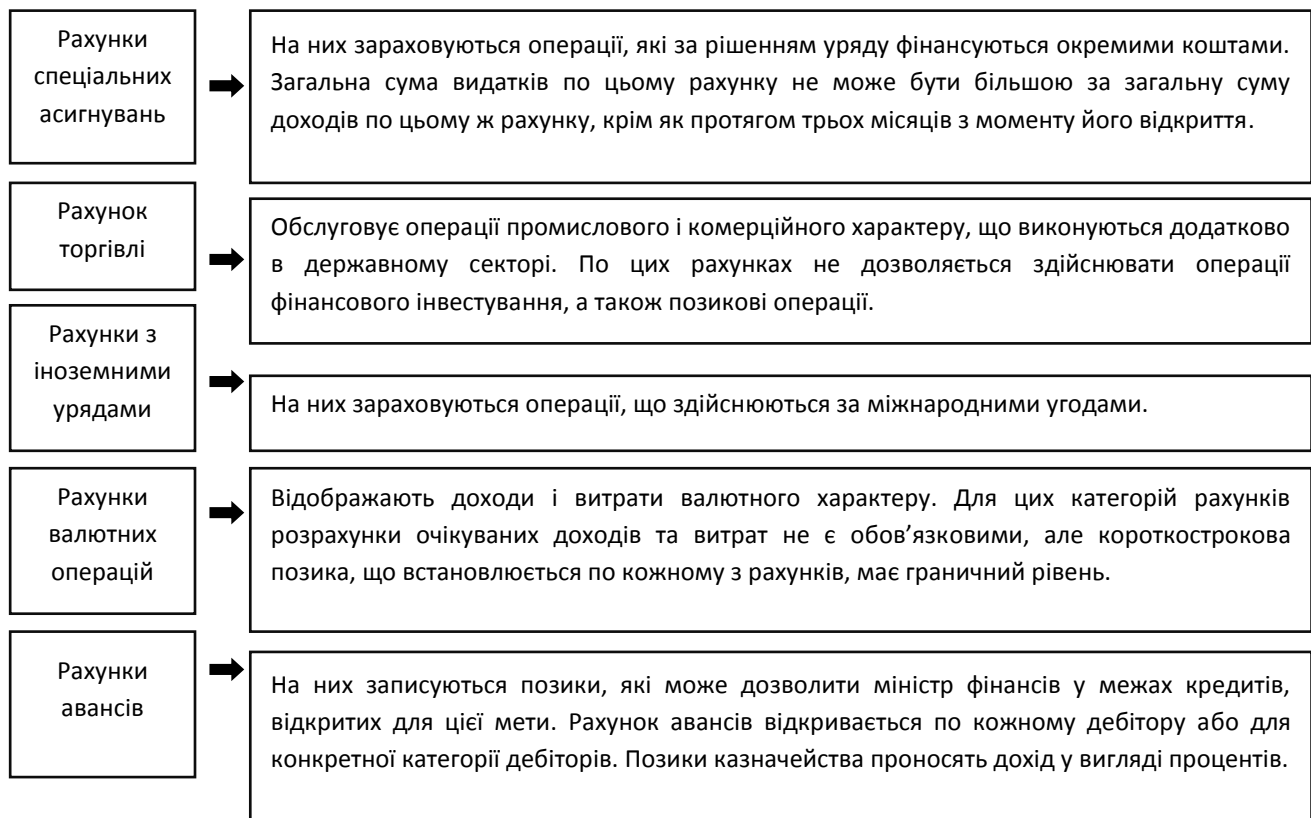 Рахунки
спеціальних
асигнувань
На них зараховуються операції, які за рішенням уряду фінансуються окремими коштами.
Загальна сума видатків по цьому рахунку не може бути більшою за загальну суму
доходів по цьому ж рахунку, крім як протягом трьох місяців з моменту його відкриття.
Рахунок
торгівлі
Обслуговує операції промислового і комерційного характеру, що виконуються додатково
в державному секторі. По цих рахунках не дозволяється здійснювати операції
фінансового інвестування, а також позикові операції.
Рахунки з
іноземними
урядами
На них зараховуються операції, що здійснюються за міжнародними угодами.
Рахунки
валютних
операцій
Відображають доходи і витрати валютного характеру. Для цих категорій рахунків
розрахунки очікуваних доходів та витрат не є обов’язковими, але короткострокова
позика, що встановлюється по кожному з рахунків, має граничний рівень.
Рахунки
авансів
На них записуються позики, які може дозволити міністр фінансів у межах кредитів,
відкритих для цієї мети. Рахунок авансів відкривається по кожному дебітору або для
конкретної категорії дебіторів. Позики казначейства проносять дохід у вигляді процентів.